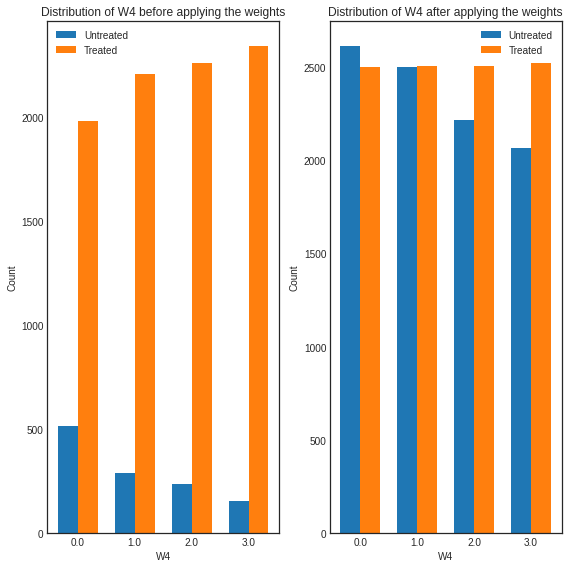 Distribution of W4 before applying the weights
Untreated
Treated
Count
2000
1500
1000
500
0
0.0 1.0 2.0 3.0
W4
Distribution of W4 after applying the weights
Untreated
Treated
Count
2500
2000
1500
1000
500
0
0.0 1.0 2.0 3.0
W4